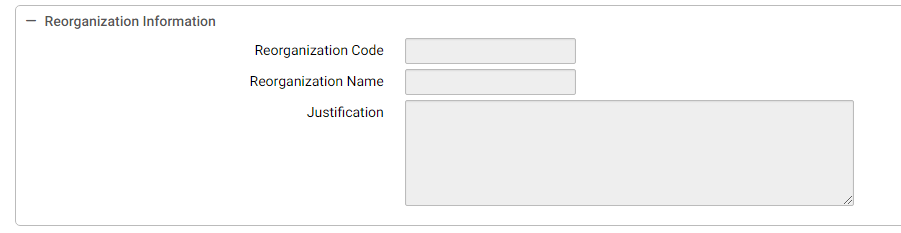 Reorganization Information
Reorganization Code
Reorganization Name
Justification